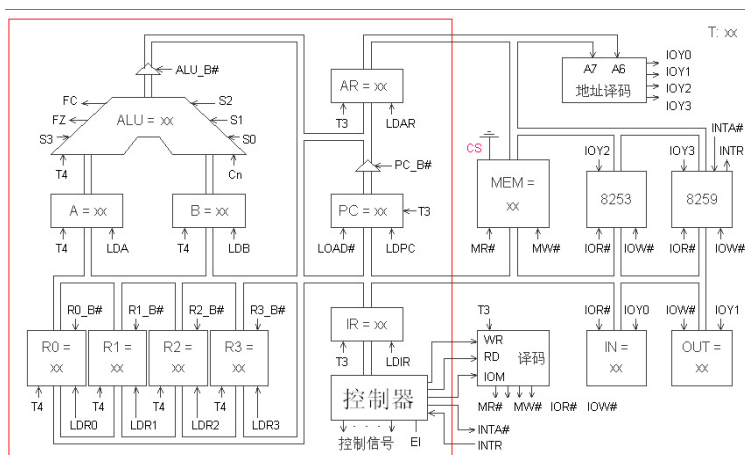 T: xx
ALU_B#
FC
FZ
S3
ALU = xx
S2
S1
S0
T4
Cn
AR = xx
T3
LDAR
A7 A6
地址译码
IOY0
IOY1
IOY2
IOY3
A = xx
T4
LDA
B = xx
T4
LDB
PC_B#
PC = xx
T3
LOAD#
LDPC
CS
MEM =
xx
MR#
MW#
IOY2
8253
IOR#
IOW#
IOY3
INTA#
INTR
8259
IOR#
IOW#
R0_B#
R1_B#
R2_B#
R3_B#
R0 =
xx
R1 =
xx
R2 =
xx
R3 =
xx
T4
T4
T4
T4
LDR0
LDR1
LDR2
LDR3
IR = xx
T3
LDIR
控制器
控制信号
· · ·
EI
INTA#
INTR
T3
WR
RD
IOM
译码
MR# MW# IOR# IOW#
IOR#
IOY0
IN =
xx
IOW#
IOY1
OUT =
xx